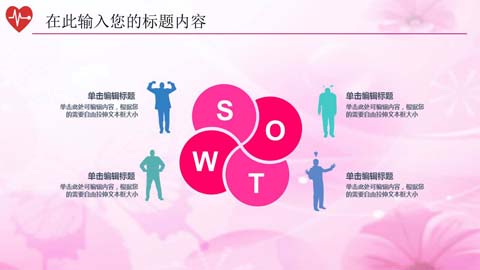 在此输入您的标题内容
单击编辑标题
单击此处可编辑内容，根据您
的需要自由拉伸文本框大小
单击编辑标题
单击此处可编辑内容，根据您
的需要自由拉伸文本框大小
S
O
W
T
单击编辑标题
单击此处可编辑内容，根据您
的需要自由拉伸文本框大小
单击编辑标题
单击此处可编辑内容，根据您
的需要自由拉伸文本框大小